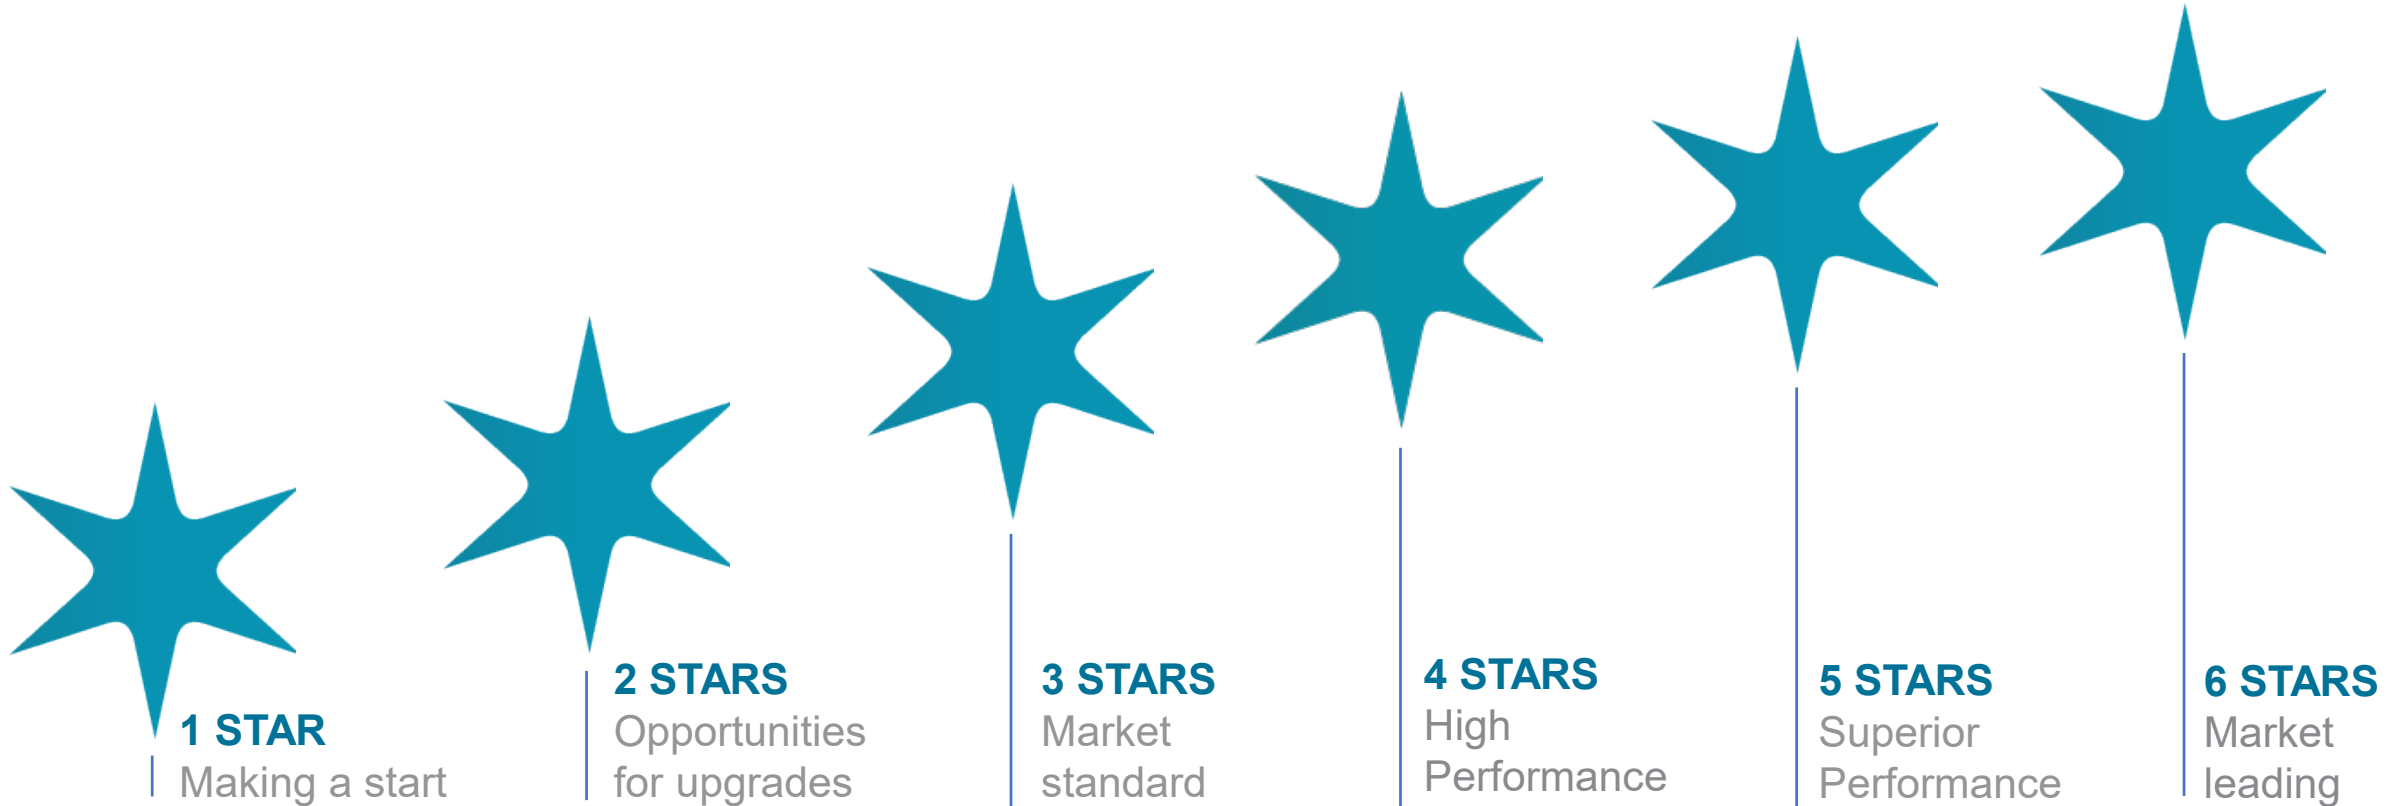 1 STAR
Making a start
2 STARS
Opportunities
for upgrades
3 STARS
Market
standard
4 STARS
High
Performance
5 STARS
Superior
Performance
6 STARS
Market
leading